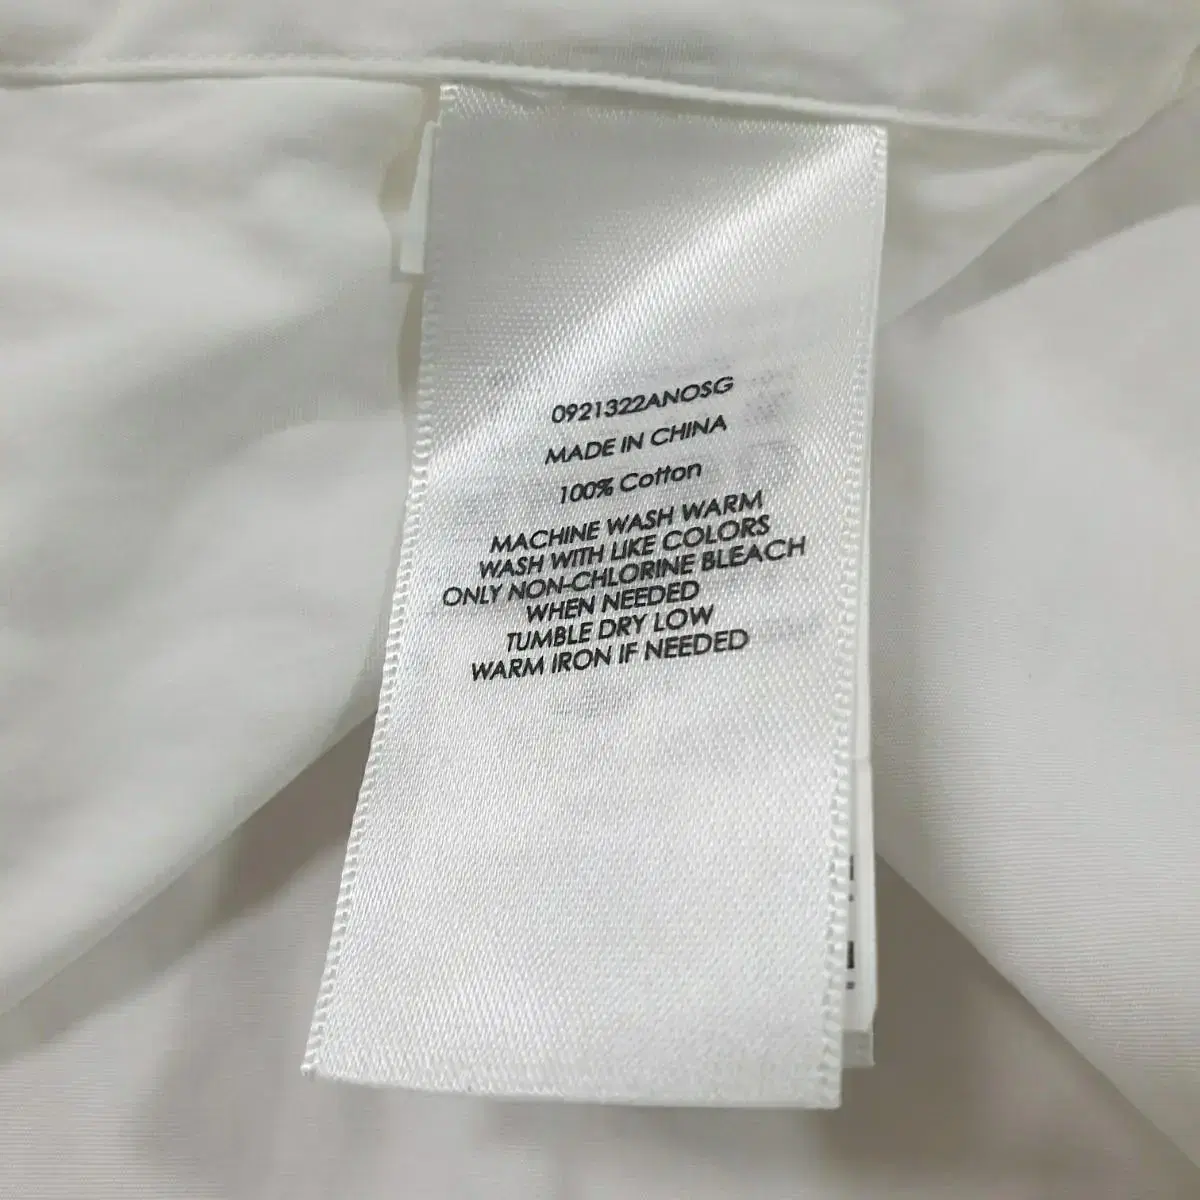 0921322ANOSG
MADE IN CHINA
100% Cotton
MACHINE WASH WARM
WASH WITH LIKE COLORS
ONLY NON-CHLORINE BLEACH
WHEN NEEDED
TUMBLE DRY LOW
WARM IRON IF NEEDED